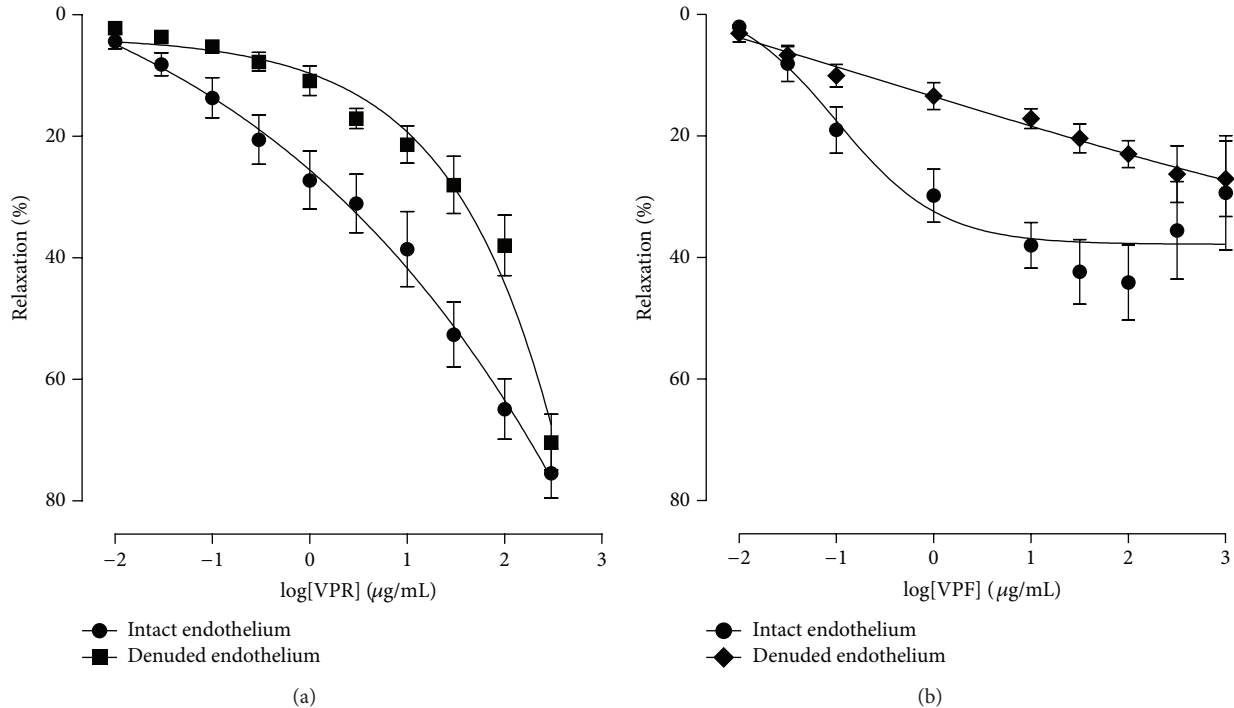 0
20
40
60
80
Relaxation (%)
−2
−1
0
1
2
3
log[VPR] (μg/mL)
Intact endothelium
Denuded endothelium
(a)
0
20
40
60
80
Relaxation (%)
−2
−1
0
1
2
3
log[VPF] (μg/mL)
Intact endothelium
Denuded endothelium
(b)